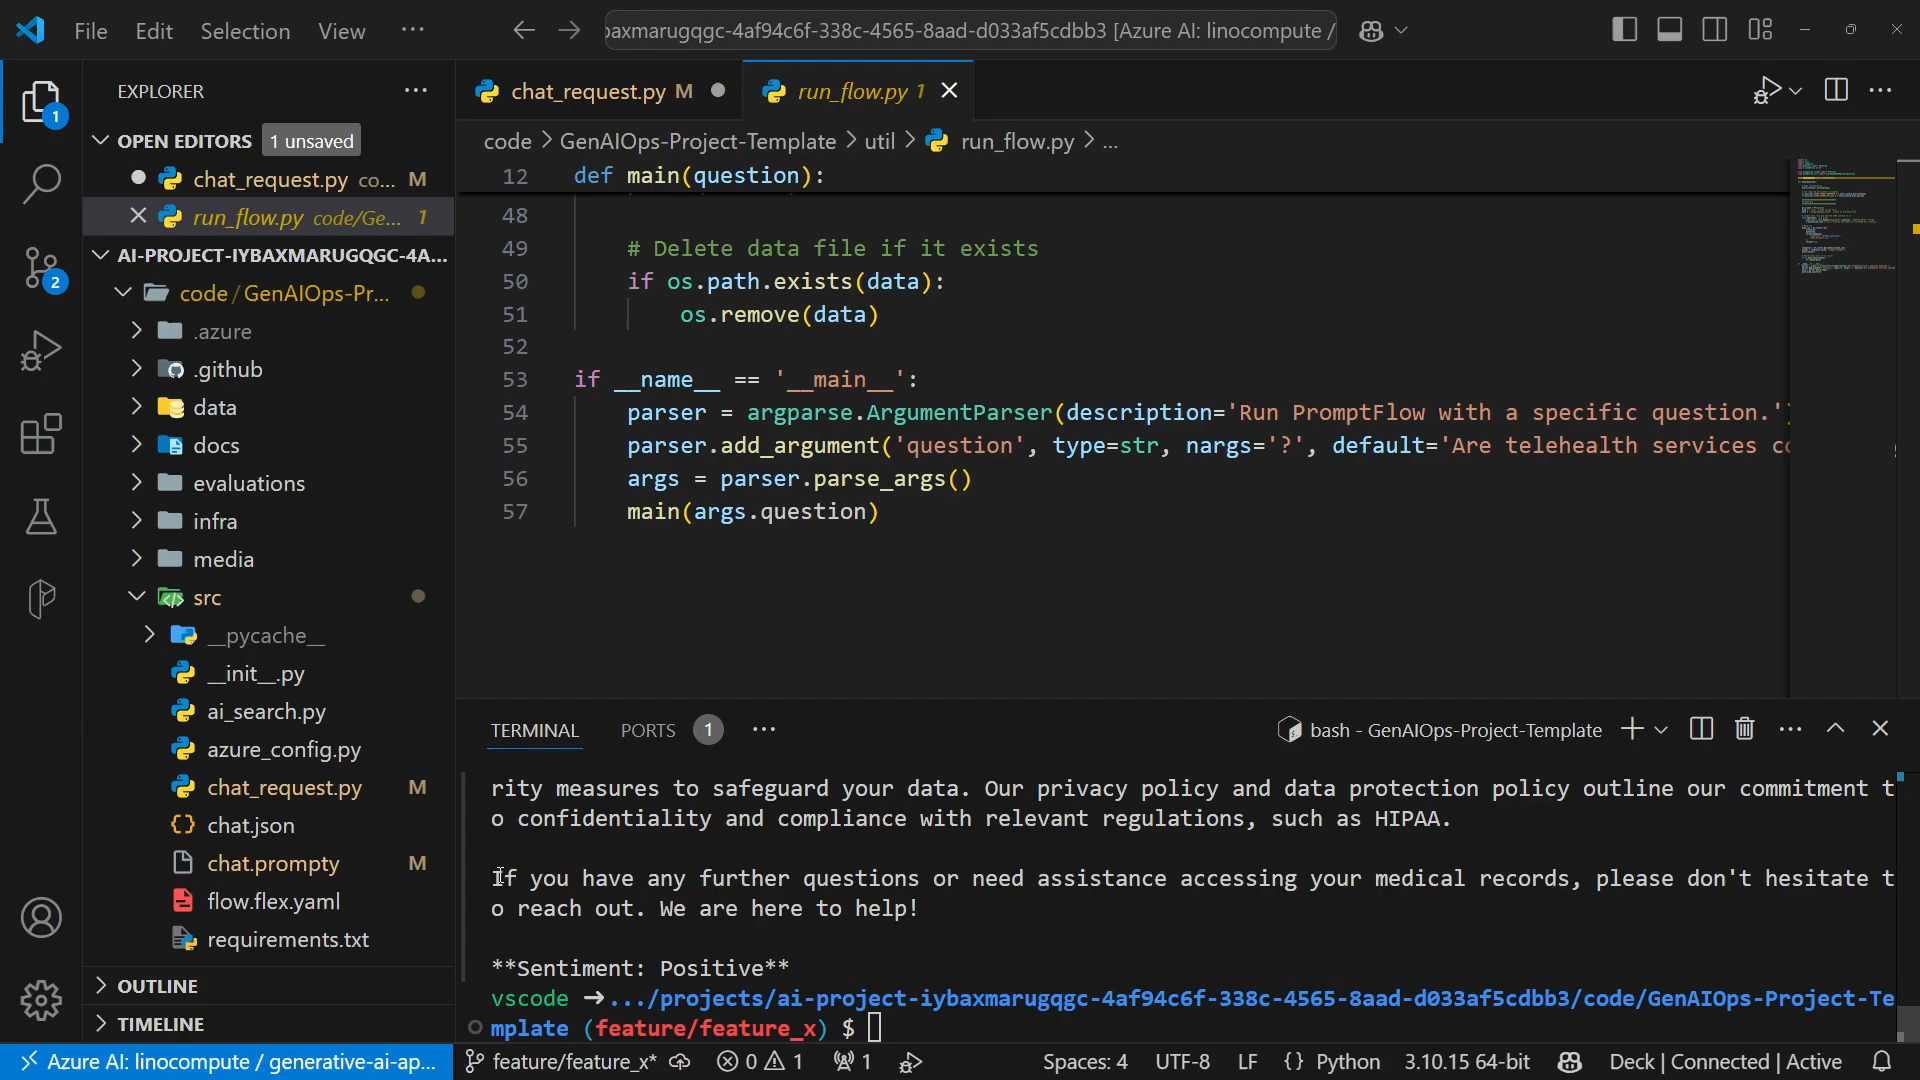 File Edit Selection View ···
baxmarugqgc-4af94c6f-338c-4565-8aad-d033af5cdbb3 [Azure AI: linocompute /
EXPLORER
OPEN EDITORS 1 unsaved
chat_request.py co... M
run_flow.py code/Ge... 1
AI-PROJECT-IYBAXMARUGQGC-4A...
code / GenAIOps-Pr...
.azure
.github
data
docs
evaluations
infra
media
src
__pycache__
__init__.py
ai_search.py
azure_config.py
chat_request.py M
chat.json
chat.prompty M
flow.flex.yaml
requirements.txt
OUTLINE
TIMELINE
1
2
chat_request.py M
run_flow.py 1
code > GenAIOps-Project-Template > util > run_flow.py > ...
12 def main(question):
48
49 # Delete data file if it exists
50 if os.path.exists(data):
51 os.remove(data)
52
53 if __name__ == '__main__':
54 parser = argparse.ArgumentParser(description='Run PromptFlow with a specific question.')
55 parser.add_argument('question', type=str, nargs='?', default='Are telehealth services co
56 args = parser.parse_args()
57 main(args.question)
TERMINAL PORTS 1 ···
bash - GenAIOps-Project-Template
rity measures to safeguard your data. Our privacy policy and data protection policy outline our commitment t
o confidentiality and compliance with relevant regulations, such as HIPAA.
If you have any further questions or need assistance accessing your medical records, please don't hesitate t
o reach out. We are here to help!
**Sentiment: Positive**
vscode ➜.../projects/ai-project-iybaxmarugqgc-4af94c6f-338c-4565-8aad-d033af5cdbb3/code/GenAIOps-Project-Te
mplate (feature/feature_x) $
Azure AI: linocompute / generative-ai-ap...
feature/feature_x* 0 1 1
Spaces: 4 UTF-8 LF {} Python 3.10.15 64-bit Deck | Connected | Active